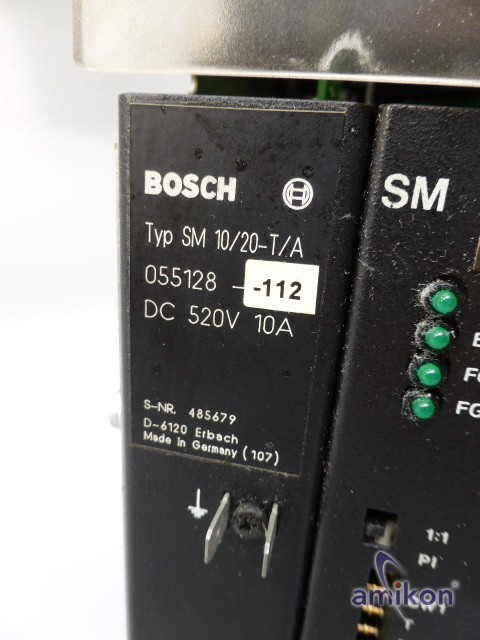 BOSCH
Typ SM 10/20-T/A
055128 -112
DC 520V 10A
S-NR. 485679
D-6120 Erbach
Made in Germany (107)
SM
1:1
PI
T
amikon